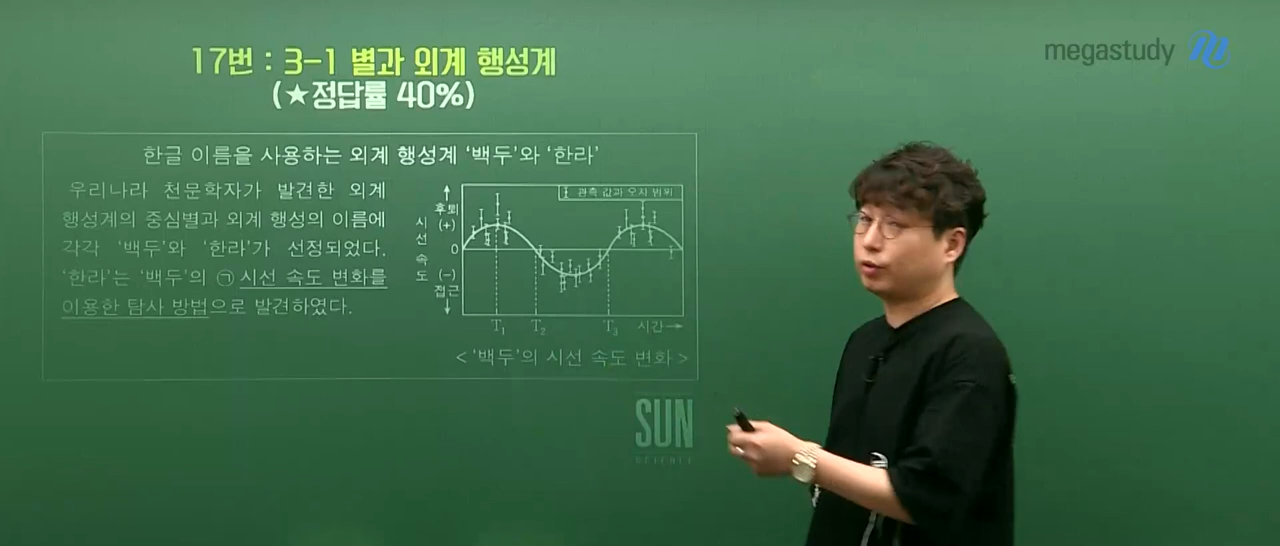 17번 : 3-1 별과 외계 행성계
(★정답률 40%)
megastudy
한글 이름을 사용하는 외계 행성계 ‘백두’와 ‘한라’
우리나라 천문학자가 발견한 외계
행성계의 중심별과 외계 행성의 이름에
각각 ‘백두’와 ‘한라’가 선정되었다.
‘한라’는 ‘백두’의 ㉠ 시선 속도 변화를
이용한 탐사 방법으로 발견하였다.
관측 값과 오차 범위
시선 속도
후퇴
(+)
0
(−)
접근
T₁ T₂ T₃ 시간→
<‘백두’의 시선 속도 변화>
SUN
SCIENCE